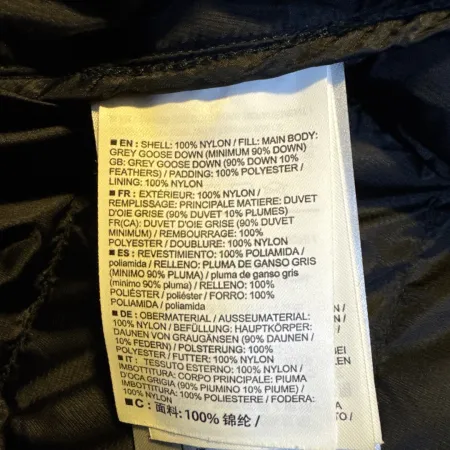 ■ EN : SHELL: 100% NYLON / FILL: MAIN BODY:
GREY GOOSE DOWN (MINIMUM 90% DOWN)
GB: GREY GOOSE DOWN (90% DOWN 10%
FEATHERS) / PADDING: 100% POLYESTER /
LINING: 100% NYLON
■ FR : EXTÉRIEUR: 100% NYLON /
REMPLISSAGE: PRINCIPALE MATIERE: DUVET
D'OIE GRISE (90% DUVET 10% PLUMES)
FR(CA): DUVET D'OIE GRISE (90% DUVET
MINIMUM) / REMBOURRAGE: 100%
POLYESTER / DOUBLURE: 100% NYLON
■ ES : REVESTIMIENTO: 100% POLIAMIDA /
poliamida / RELLENO: PLUMA DE GANSO GRIS
(MÍNIMO 90% PLUMA) / pluma de ganso gris
(mínimo 90% pluma) / RELLENO: 100%
POLIÉSTER / poliéster / FORRO: 100%
POLIAMIDA / poliamida
■ DE : OBERMATERIAL / AUSSEUMATERIAL:
100% NYLON / BEFÜLLUNG: HAUPTKÖRPER:
DAUNEN VON GRAUGÄNSEN (90% DAUNEN /
10% FEDERN) / POLSTERUNG: 100%
POLYESTER / FUTTER: 100% NYLON
■ IT : TESSUTO ESTERNO: 100% NYLON /
IMBOTTITURA: CORPO PRINCIPALE: PIUMA
D'OCA GRIGIA (90% PIUMINO 10% PIUME) /
IMBOTTITURA: 100% POLIESTERE / FODERA:
100% NYLON
■ C : 面料: 100% 锦纶 /